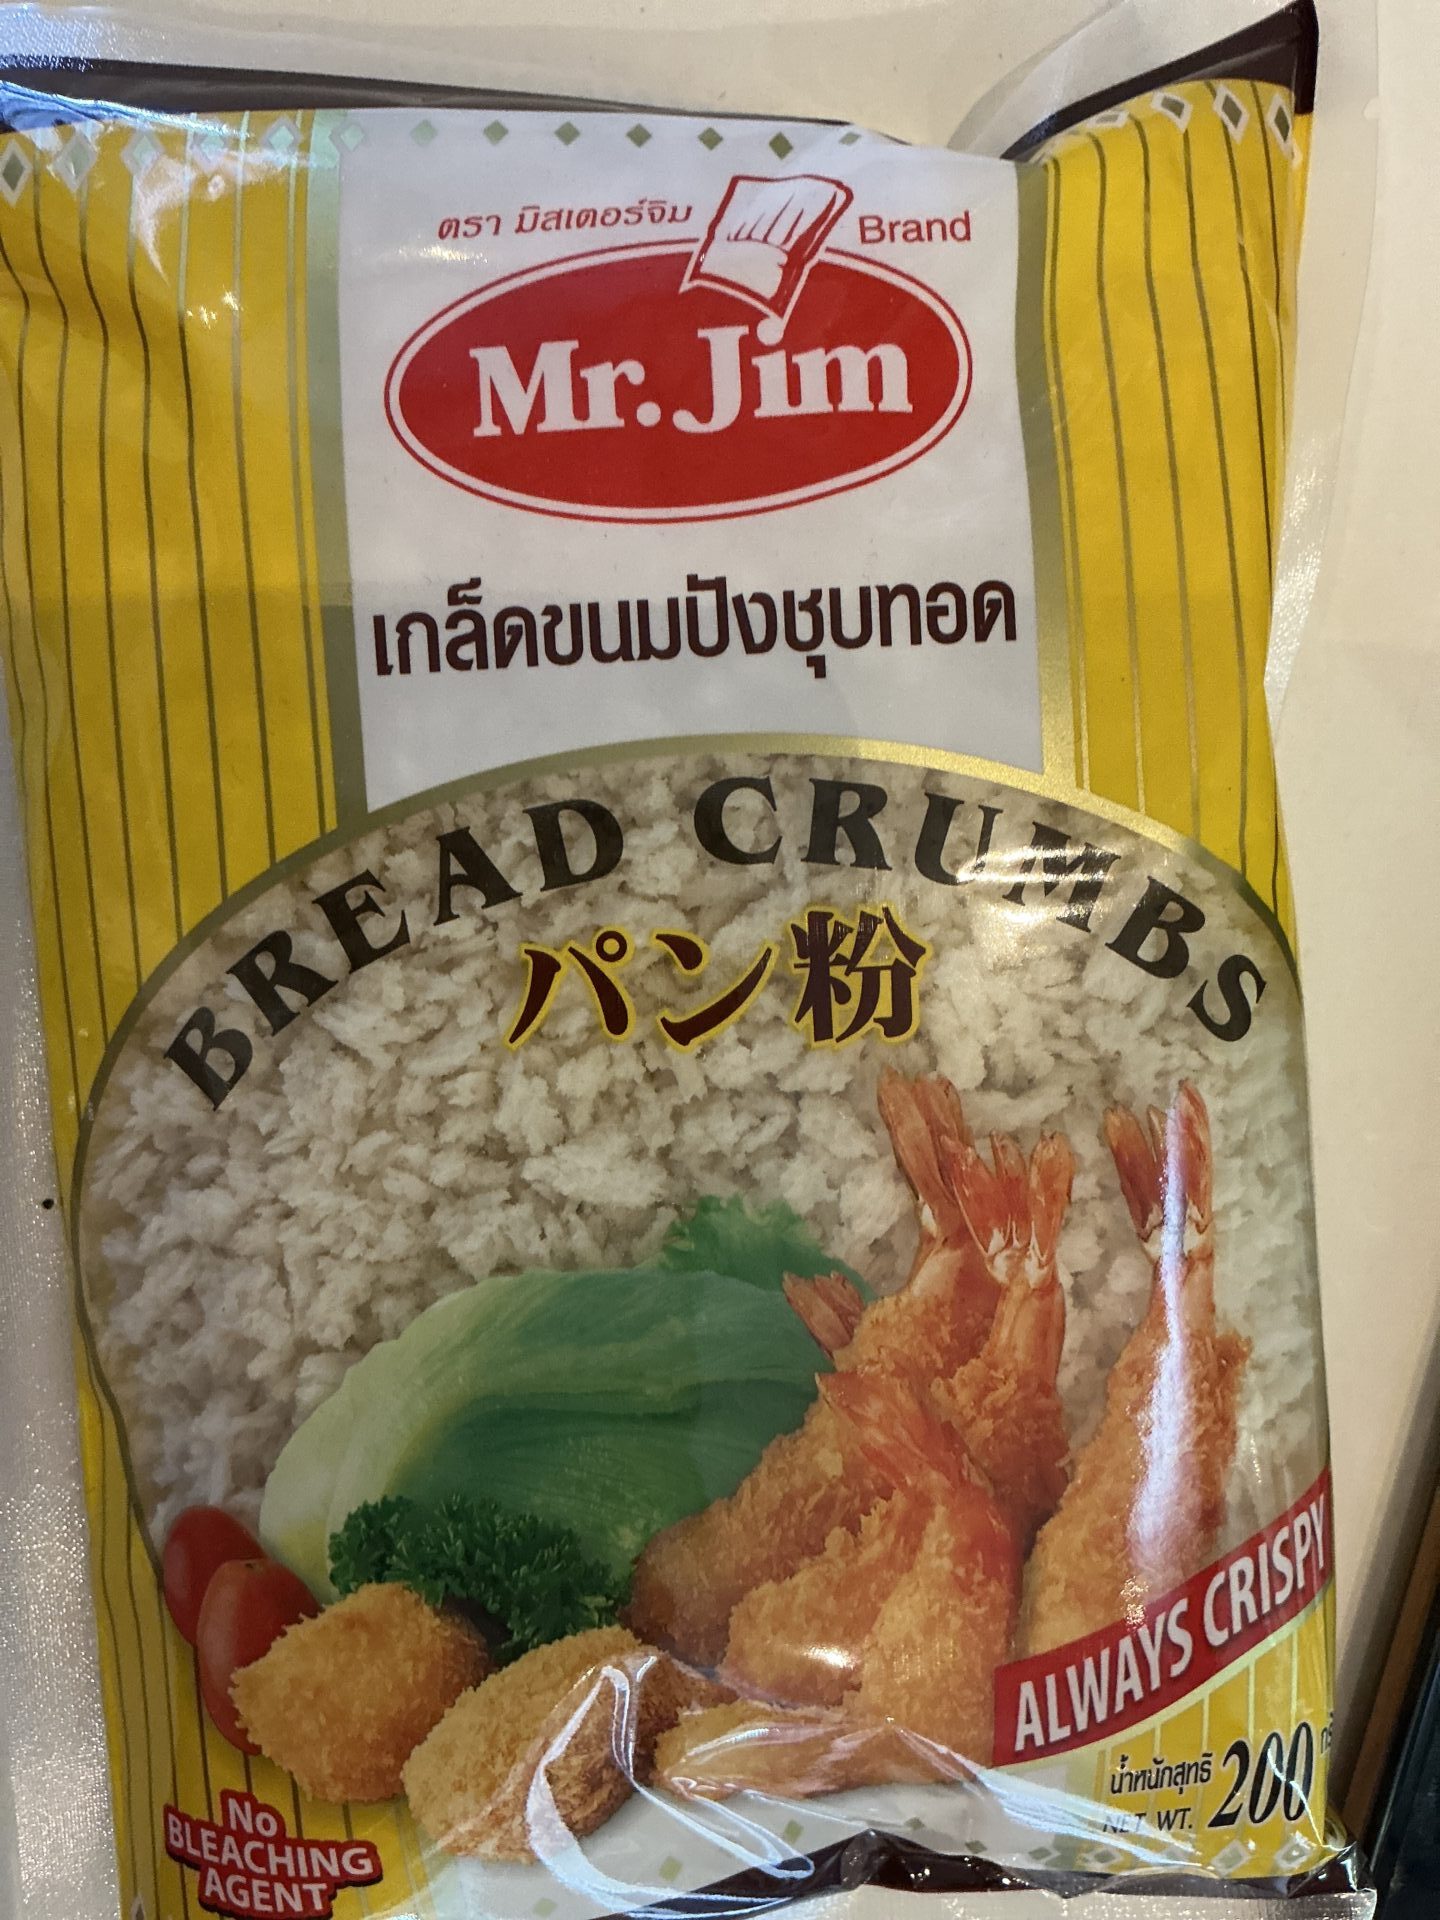 ตรา มิสเตอร์จิม Brand
Mr. Jim
เกล็ดขนมปังชุบทอด
BREAD CRUMBS
パン粉
ALWAYS CRISPY
น้ำหนักสุทธิ 200
NET WT.
No
BLEACHING
AGENT